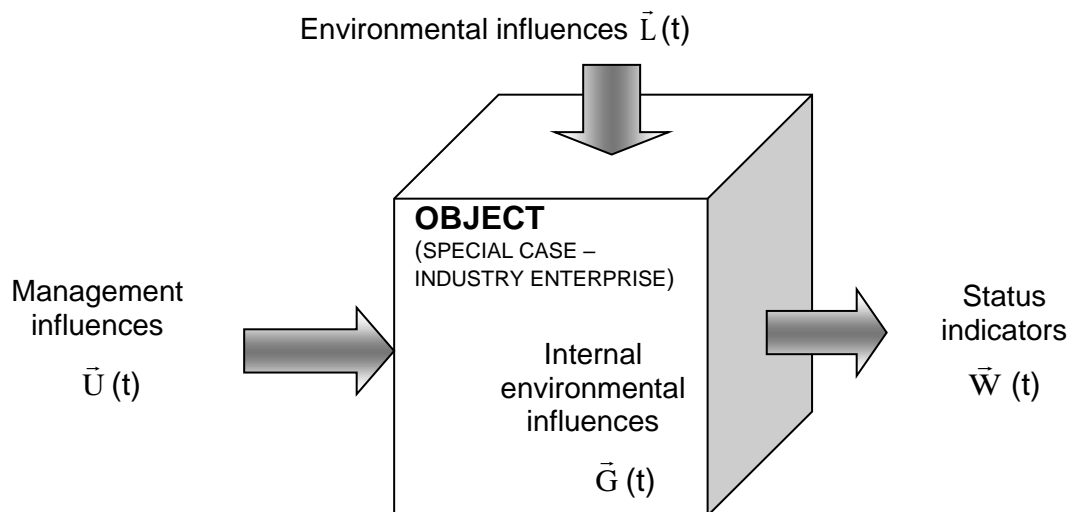 Environmental influences L⃗ (t)
OBJECT
(SPECIAL CASE –
INDUSTRY ENTERPRISE)
Management
influences
U⃗ (t)
Internal
environmental
influences
G⃗ (t)
Status
indicators
W⃗ (t)